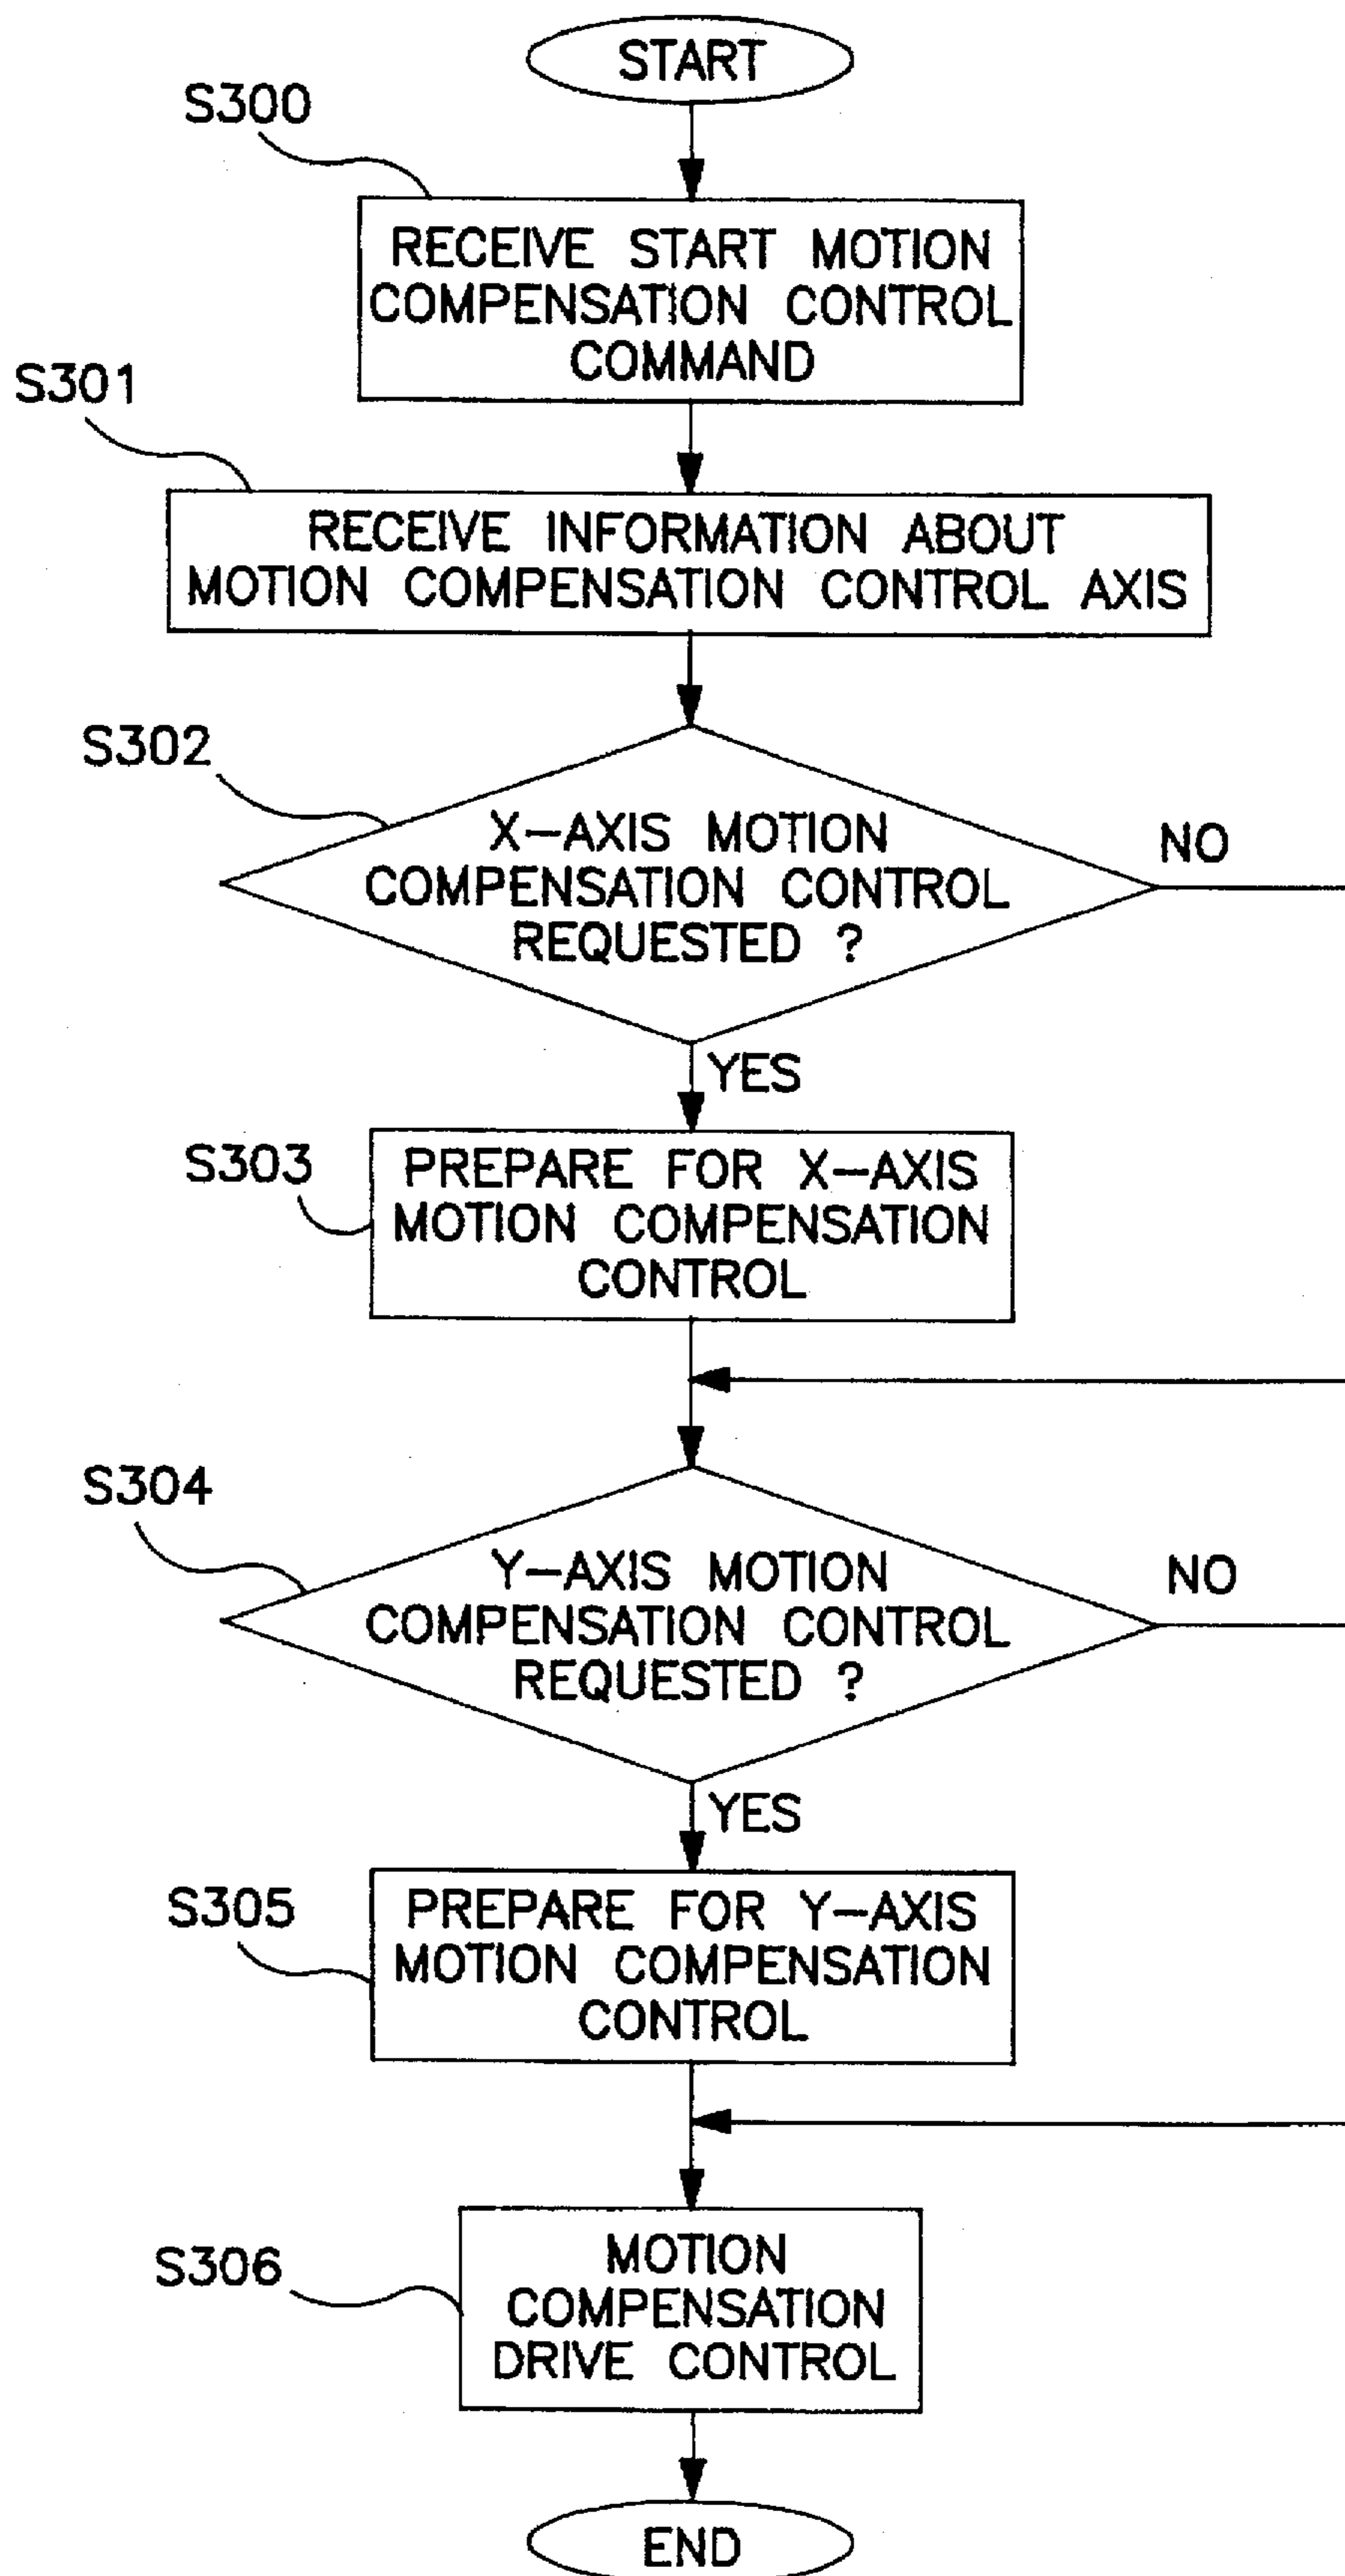 START
S300
RECEIVE START MOTION
COMPENSATION CONTROL
COMMAND
S301
RECEIVE INFORMATION ABOUT
MOTION COMPENSATION CONTROL AXIS
S302
X-AXIS MOTION
COMPENSATION CONTROL
REQUESTED ?
NO
YES
S303
PREPARE FOR X-AXIS
MOTION COMPENSATION
CONTROL
S304
Y-AXIS MOTION
COMPENSATION CONTROL
REQUESTED ?
NO
YES
S305
PREPARE FOR Y-AXIS
MOTION COMPENSATION
CONTROL
S306
MOTION
COMPENSATION
DRIVE CONTROL
END